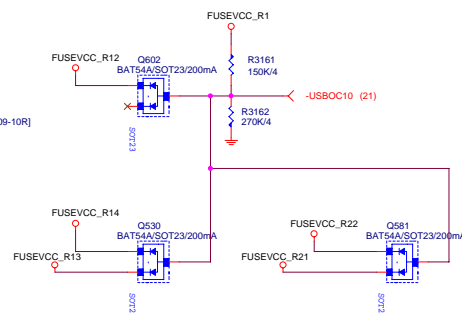 FUSEVCC_R1
FUSEVCC_R12
Q602
BAT54A/SOT23/200mA
R3161
150K/4
-USBOC10 (21)
R3162
270K/4
09-10R]
SOT23
FUSEVCC_R14
Q530
BAT54A/SOT23/200mA
FUSEVCC_R13
SOT2
FUSEVCC_R22
Q581
BAT54A/SOT23/200mA
FUSEVCC_R21
SOT2